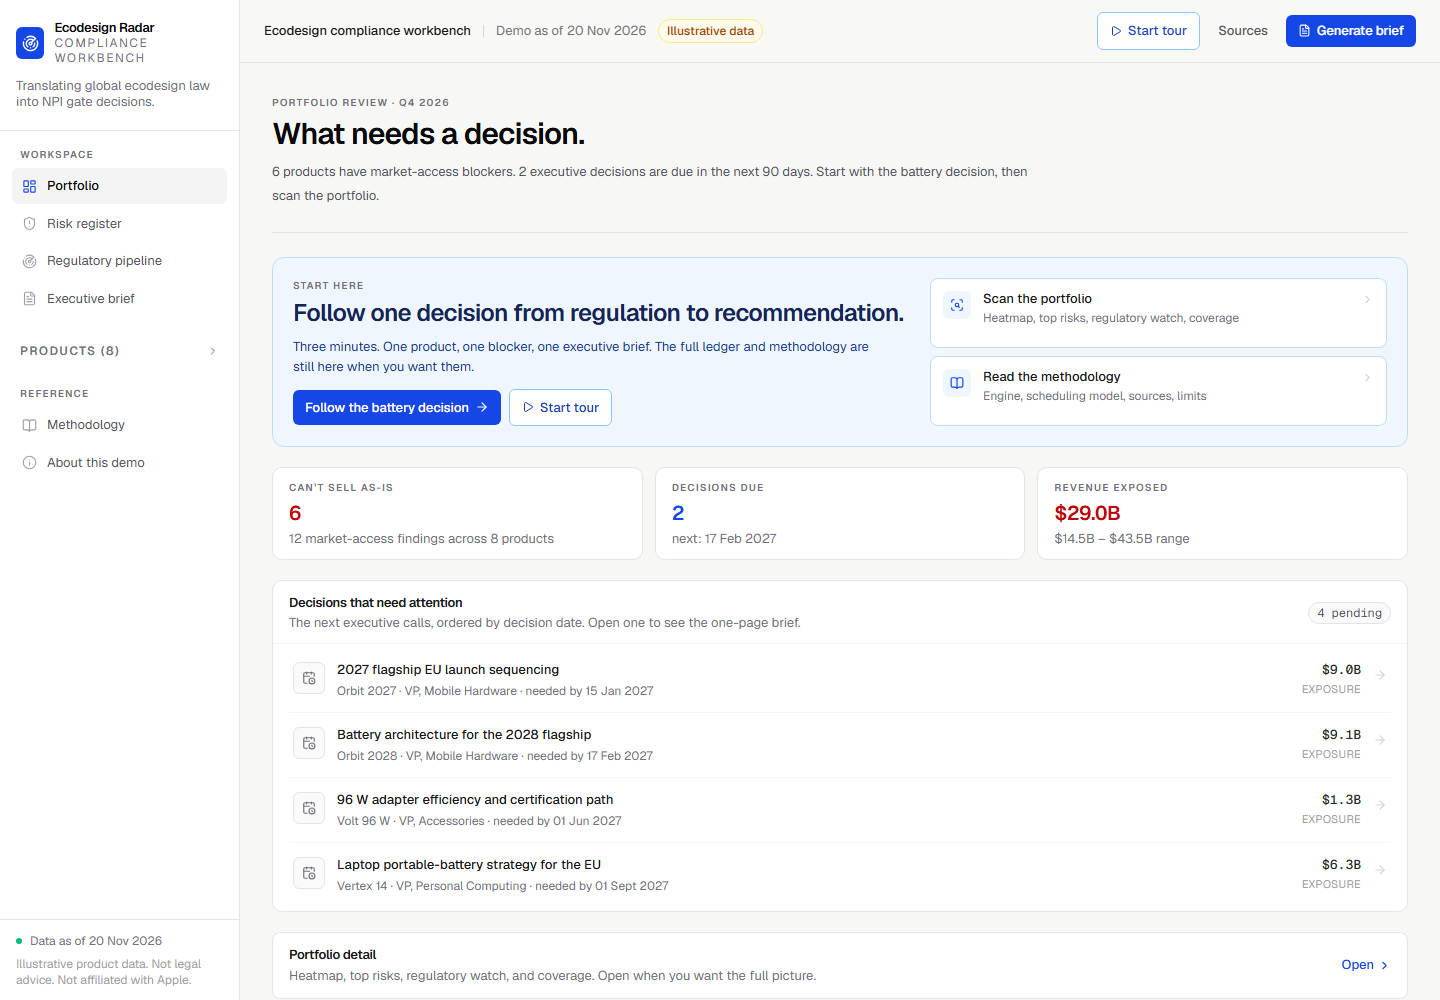 Ecodesign Radar
COMPLIANCE
WORKBENCH
Translating global ecodesign law
into NPI gate decisions.
WORKSPACE
Portfolio
Risk register
Regulatory pipeline
Executive brief
PRODUCTS (8)
REFERENCE
Methodology
About this demo
Data as of 20 Nov 2026
Illustrative product data. Not legal
advice. Not affiliated with Apple.
Ecodesign compliance workbench
Demo as of 20 Nov 2026
Illustrative data
Start tour
Sources
Generate brief
PORTFOLIO REVIEW · Q4 2026
What needs a decision.
6 products have market-access blockers. 2 executive decisions are due in the next 90 days. Start with the battery decision, then
scan the portfolio.
START HERE
Follow one decision from regulation to recommendation.
Three minutes. One product, one blocker, one executive brief. The full ledger and methodology are
still here when you want them.
Follow the battery decision
Start tour
Scan the portfolio
Heatmap, top risks, regulatory watch, coverage
Read the methodology
Engine, scheduling model, sources, limits
CAN'T SELL AS-IS
6
12 market-access findings across 8 products
DECISIONS DUE
2
next: 17 Feb 2027
REVENUE EXPOSED
$29.0B
$14.5B – $43.5B range
Decisions that need attention
The next executive calls, ordered by decision date. Open one to see the one-page brief.
4 pending
2027 flagship EU launch sequencing
Orbit 2027 · VP, Mobile Hardware · needed by 15 Jan 2027
$9.0B
EXPOSURE
Battery architecture for the 2028 flagship
Orbit 2028 · VP, Mobile Hardware · needed by 17 Feb 2027
$9.1B
EXPOSURE
96 W adapter efficiency and certification path
Volt 96 W · VP, Accessories · needed by 01 Jun 2027
$1.3B
EXPOSURE
Laptop portable-battery strategy for the EU
Vertex 14 · VP, Personal Computing · needed by 01 Sept 2027
$6.3B
EXPOSURE
Portfolio detail
Heatmap, top risks, regulatory watch, and coverage. Open when you want the full picture.
Open